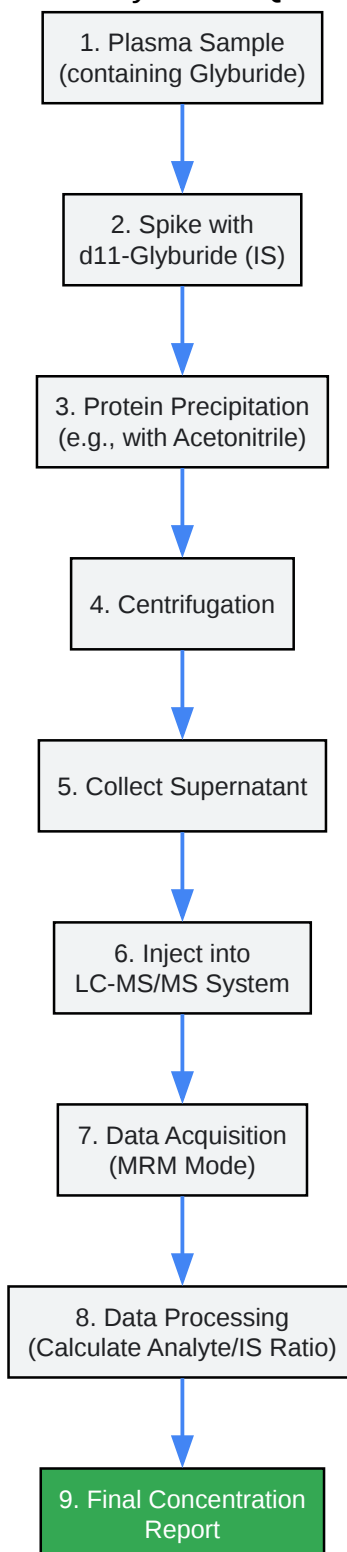 1. Plasma Sample
(containing Glyburide)
2. Spike with
d11-Glyburide (IS)
3. Protein Precipitation
(e.g., with Acetonitrile)
4. Centrifugation
5. Collect Supernatant
6. Inject into
LC-MS/MS System
7. Data Acquisition
(MRM Mode)
8. Data Processing
(Calculate Analyte/IS Ratio)
9. Final Concentration
Report